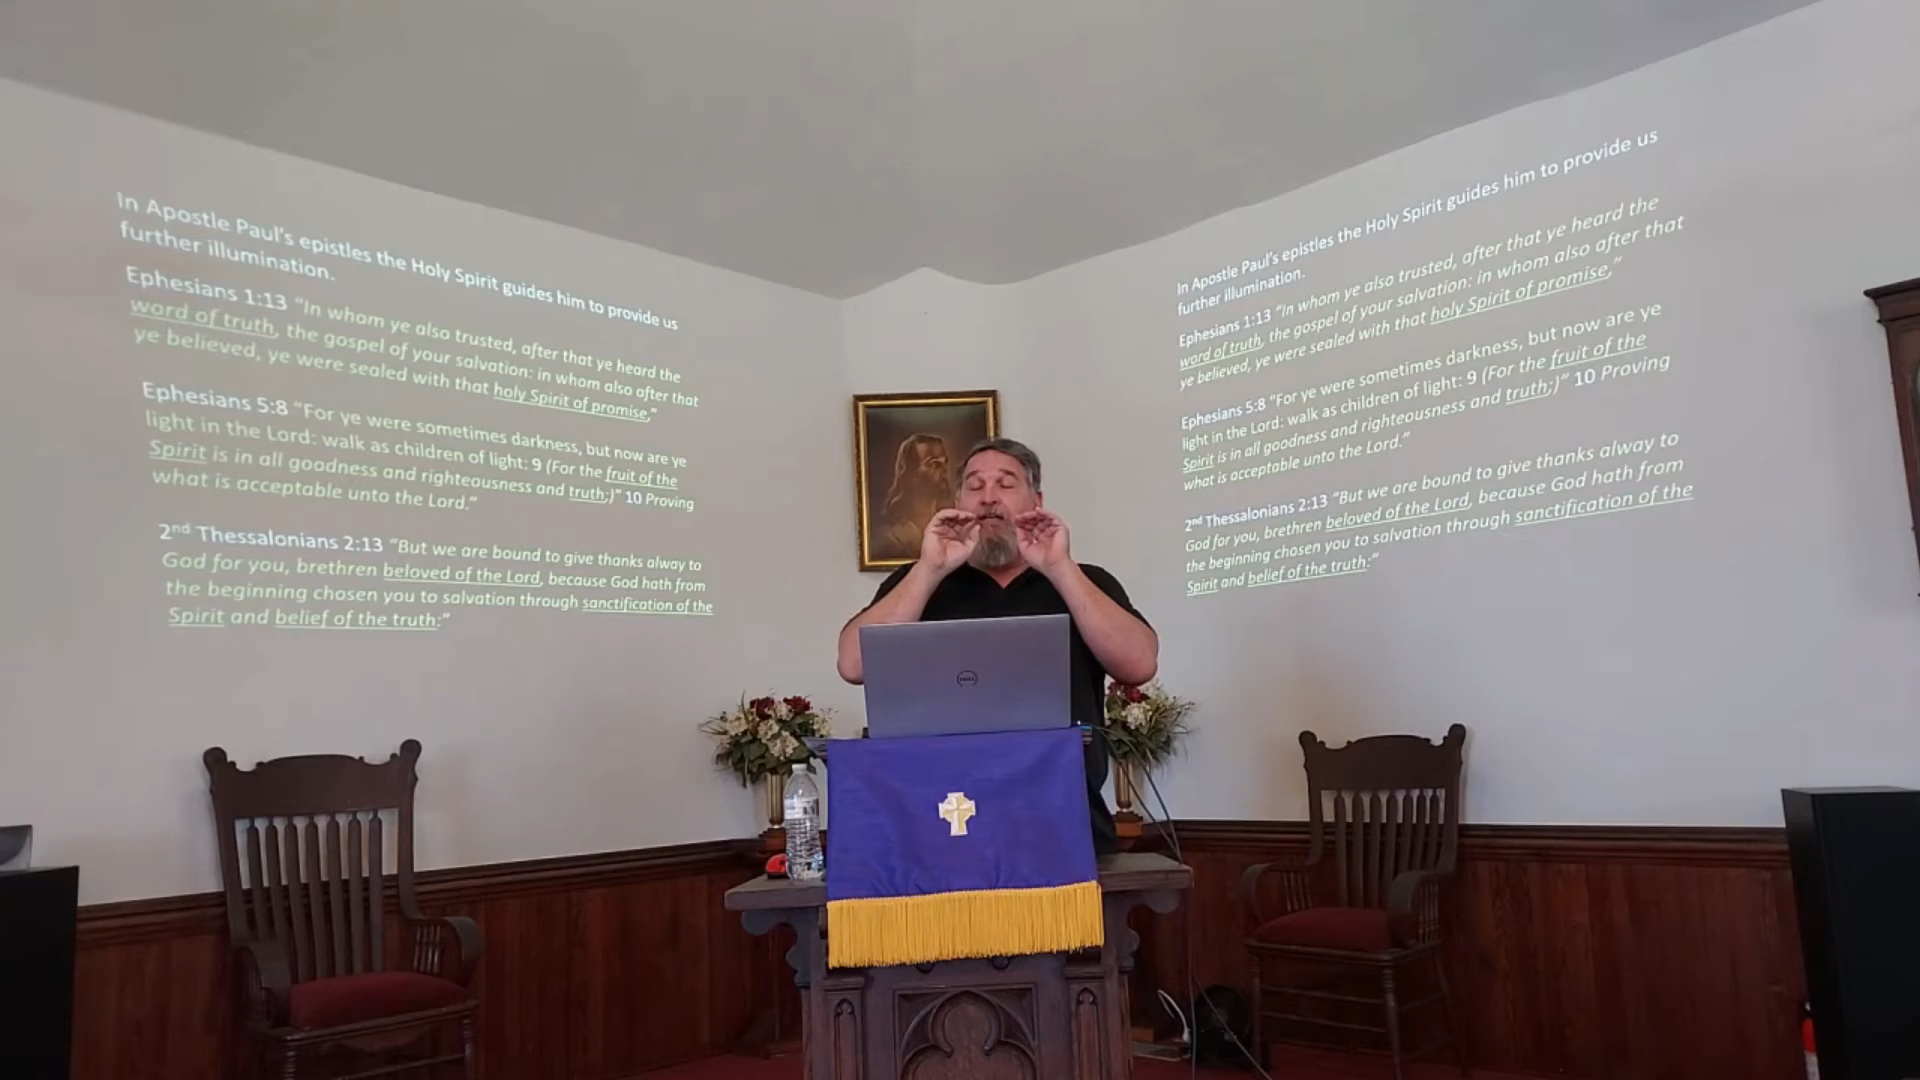 In Apostle Paul's epistles the Holy Spirit guides him to provide us
further illumination.
Ephesians 1:13 “In whom ye also trusted, after that ye heard the
word of truth, the gospel of your salvation: in whom also after that
ye believed, ye were sealed with that holy Spirit of promise,”
Ephesians 5:8 “For ye were sometimes darkness, but now are ye
light in the Lord: walk as children of light: 9 (For the fruit of the
Spirit is in all goodness and righteousness and truth;)” 10 Proving
what is acceptable unto the Lord.“
2nd Thessalonians 2:13 “But we are bound to give thanks alway to
God for you, brethren beloved of the Lord, because God hath from
the beginning chosen you to salvation through sanctification of the
Spirit and belief of the truth:”
In Apostle Paul's epistles the Holy Spirit guides him to provide us
further illumination.
Ephesians 1:13 “In whom ye also trusted, after that ye heard the
word of truth, the gospel of your salvation: in whom also after that
ye believed, ye were sealed with that holy Spirit of promise,”
Ephesians 5:8 “For ye were sometimes darkness, but now are ye
light in the Lord: walk as children of light: 9 (For the fruit of the
Spirit is in all goodness and righteousness and truth;)” 10 Proving
what is acceptable unto the Lord.“
2nd Thessalonians 2:13 “But we are bound to give thanks alway to
God for you, brethren beloved of the Lord, because God hath from
the beginning chosen you to salvation through sanctification of the
Spirit and belief of the truth:”
DELL